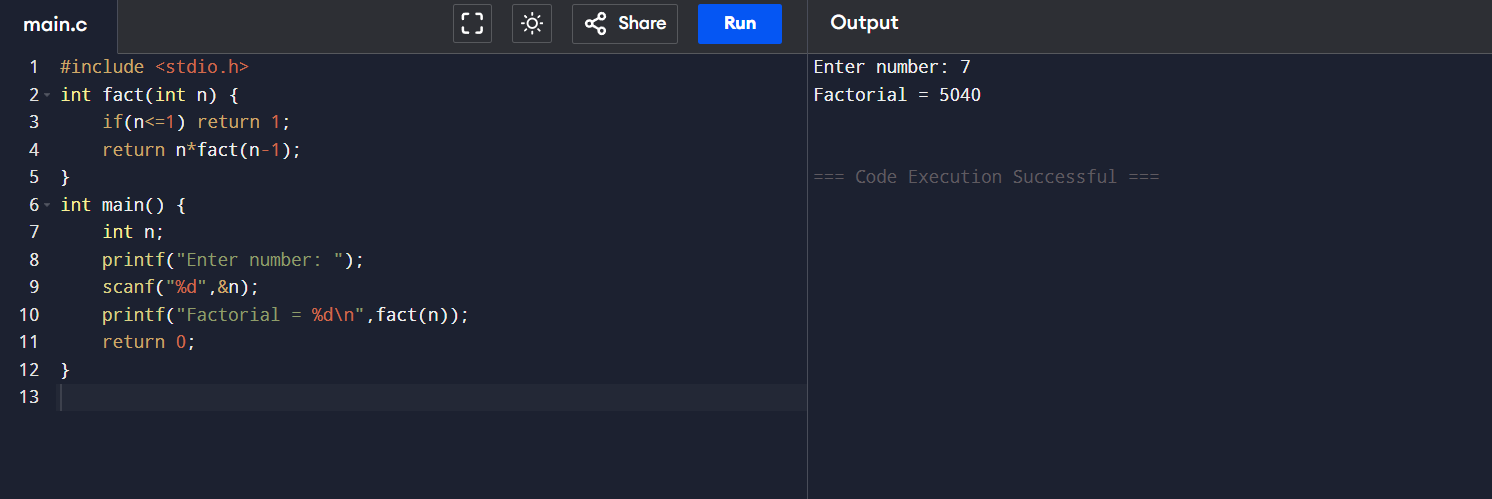 main.c
Share
Run
Output
1 #include <stdio.h>
2 int fact(int n) {
3     if(n<=1) return 1;
4     return n*fact(n-1);
5 }
6 int main() {
7     int n;
8     printf("Enter number: ");
9     scanf("%d",&n);
10     printf("Factorial = %d\n",fact(n));
11     return 0;
12 }
13
Enter number: 7
Factorial = 5040
=== Code Execution Successful ===